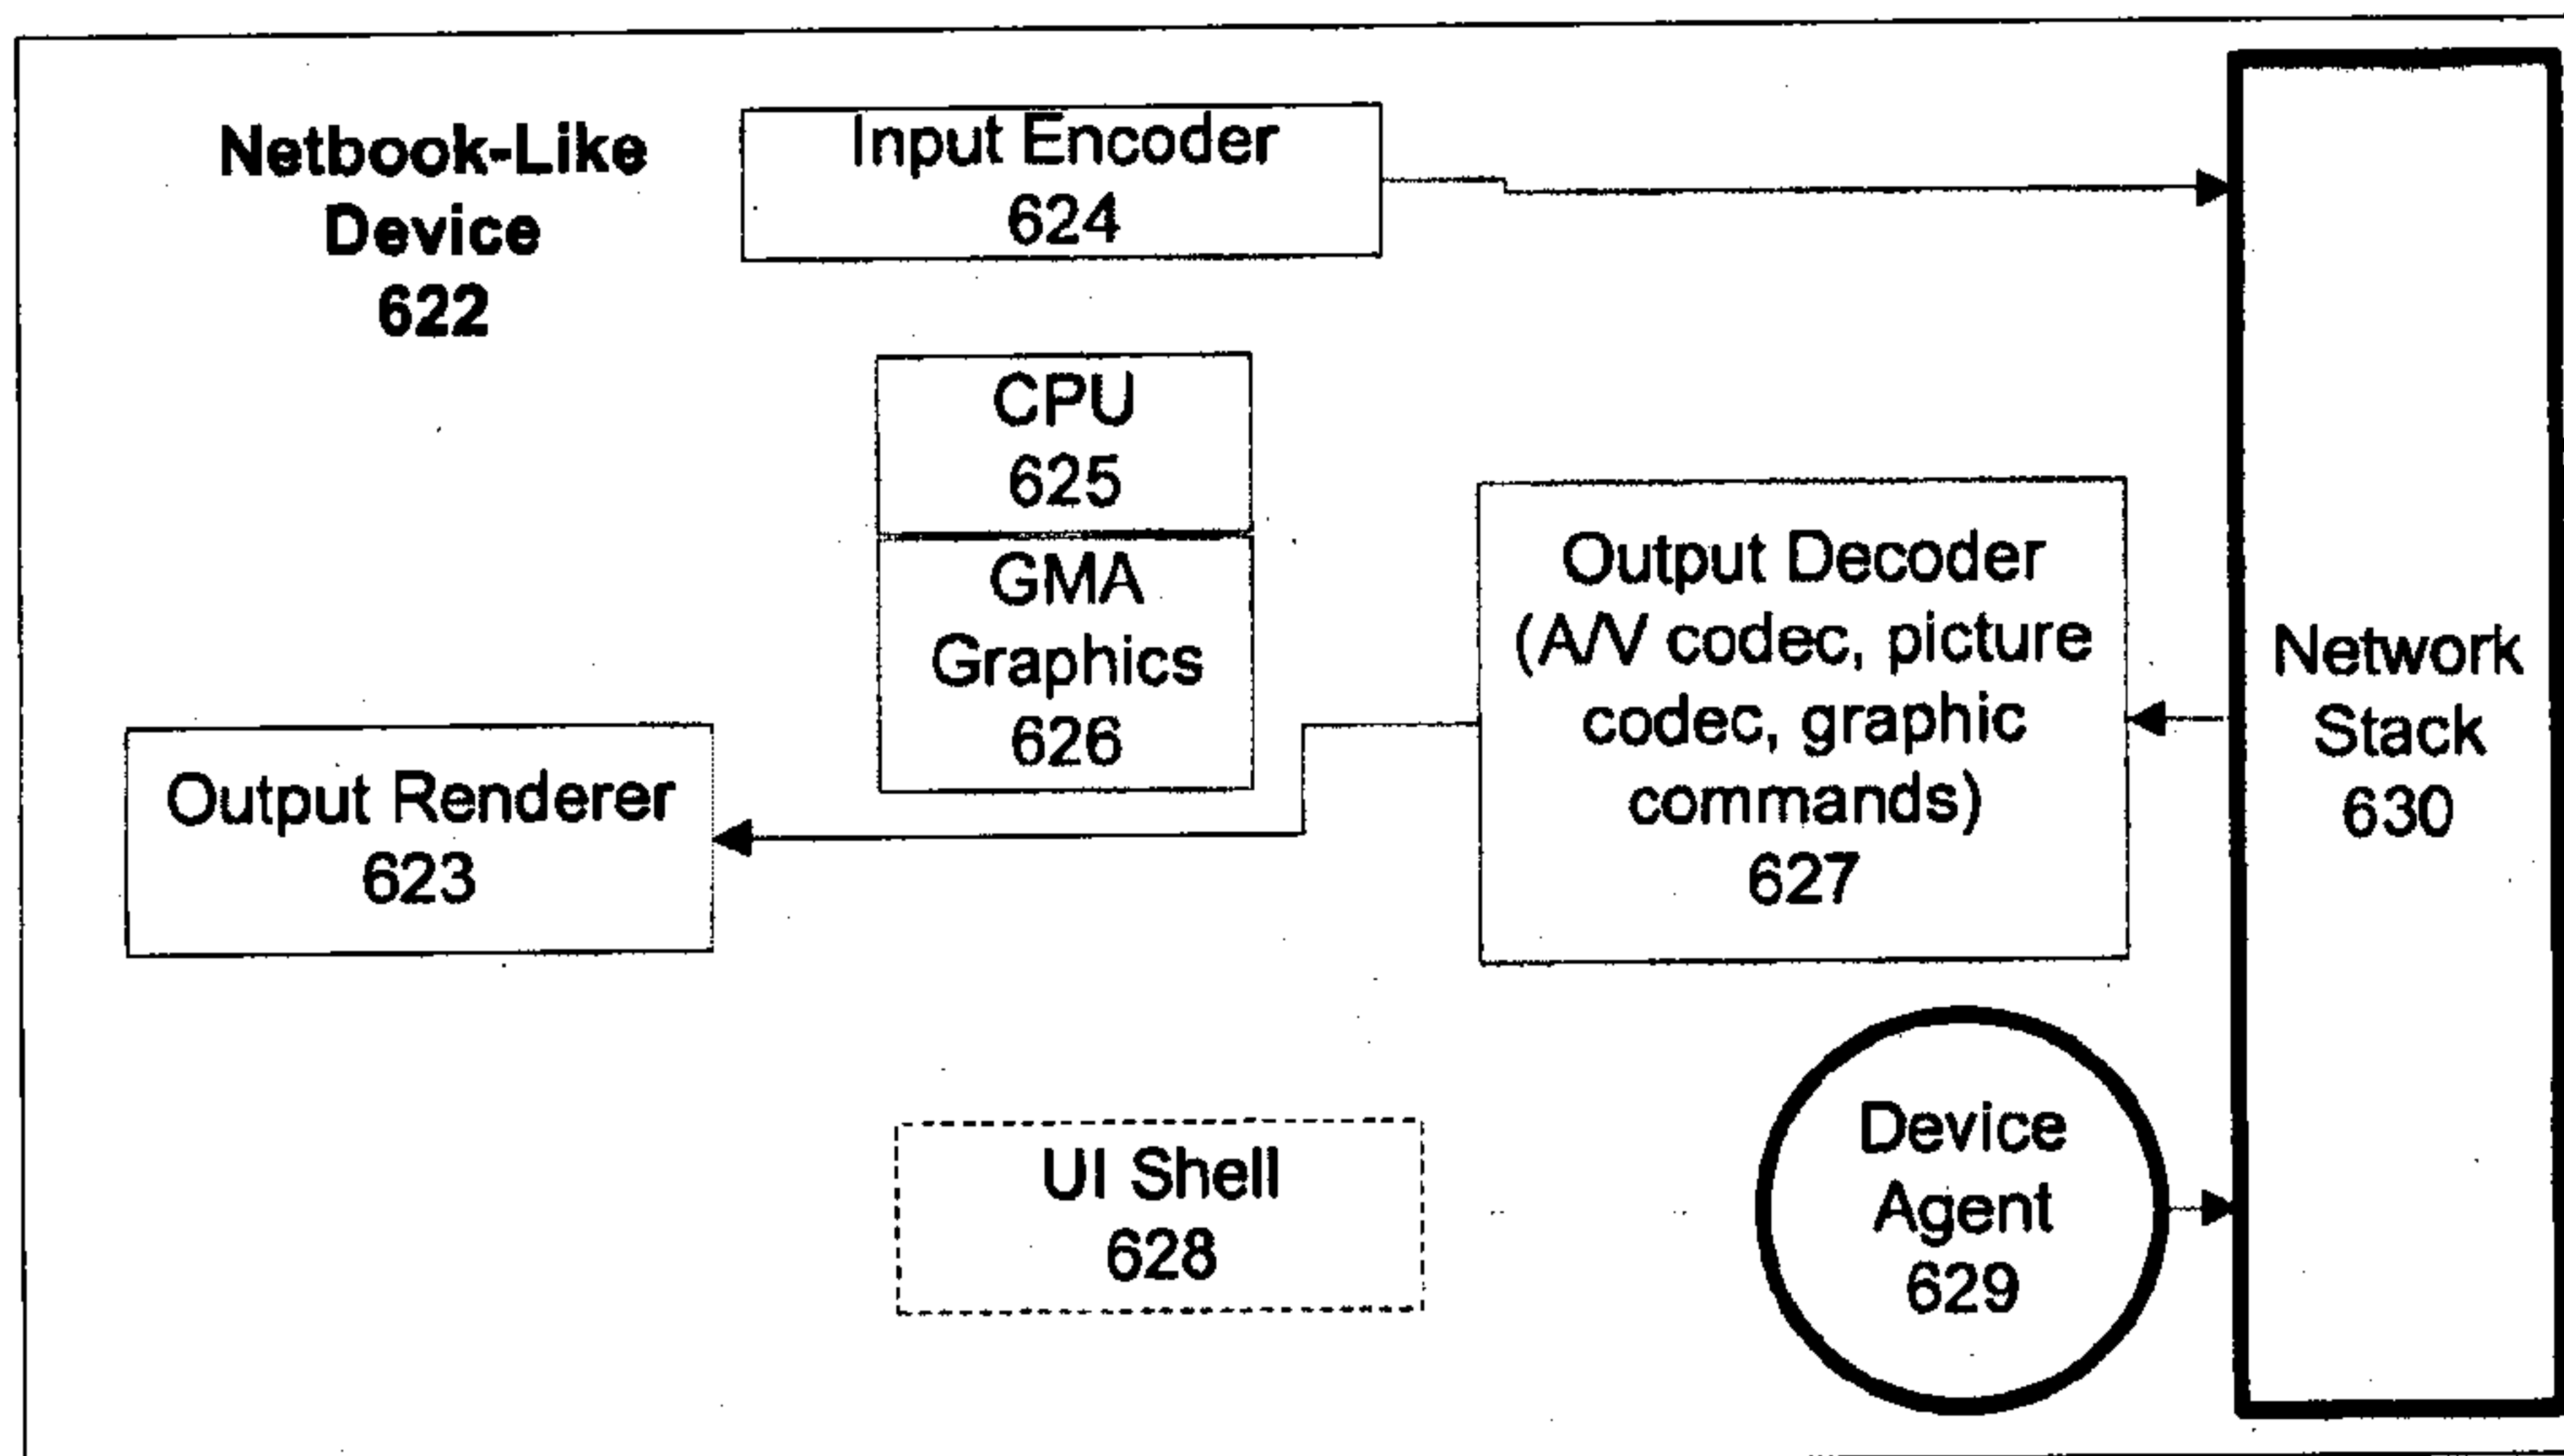 Netbook-Like
Device
622
Input Encoder
624
CPU
625
GMA
Graphics
626
Output Decoder
(A/V codec, picture
codec, graphic
commands)
627
Network
Stack
630
Output Renderer
623
UI Shell
628
Device
Agent
629